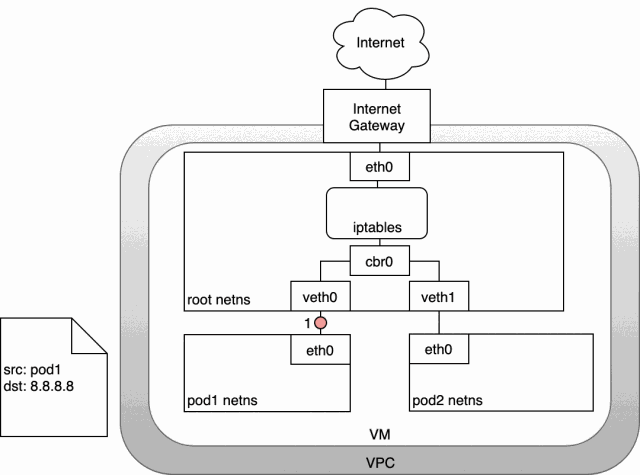 Internet
Internet
Gateway
eth0
iptables
cbr0
veth0
veth1
root netns
1
eth0
eth0
pod1 netns
pod2 netns
src: pod1
dst: 8.8.8.8
VM
VPC